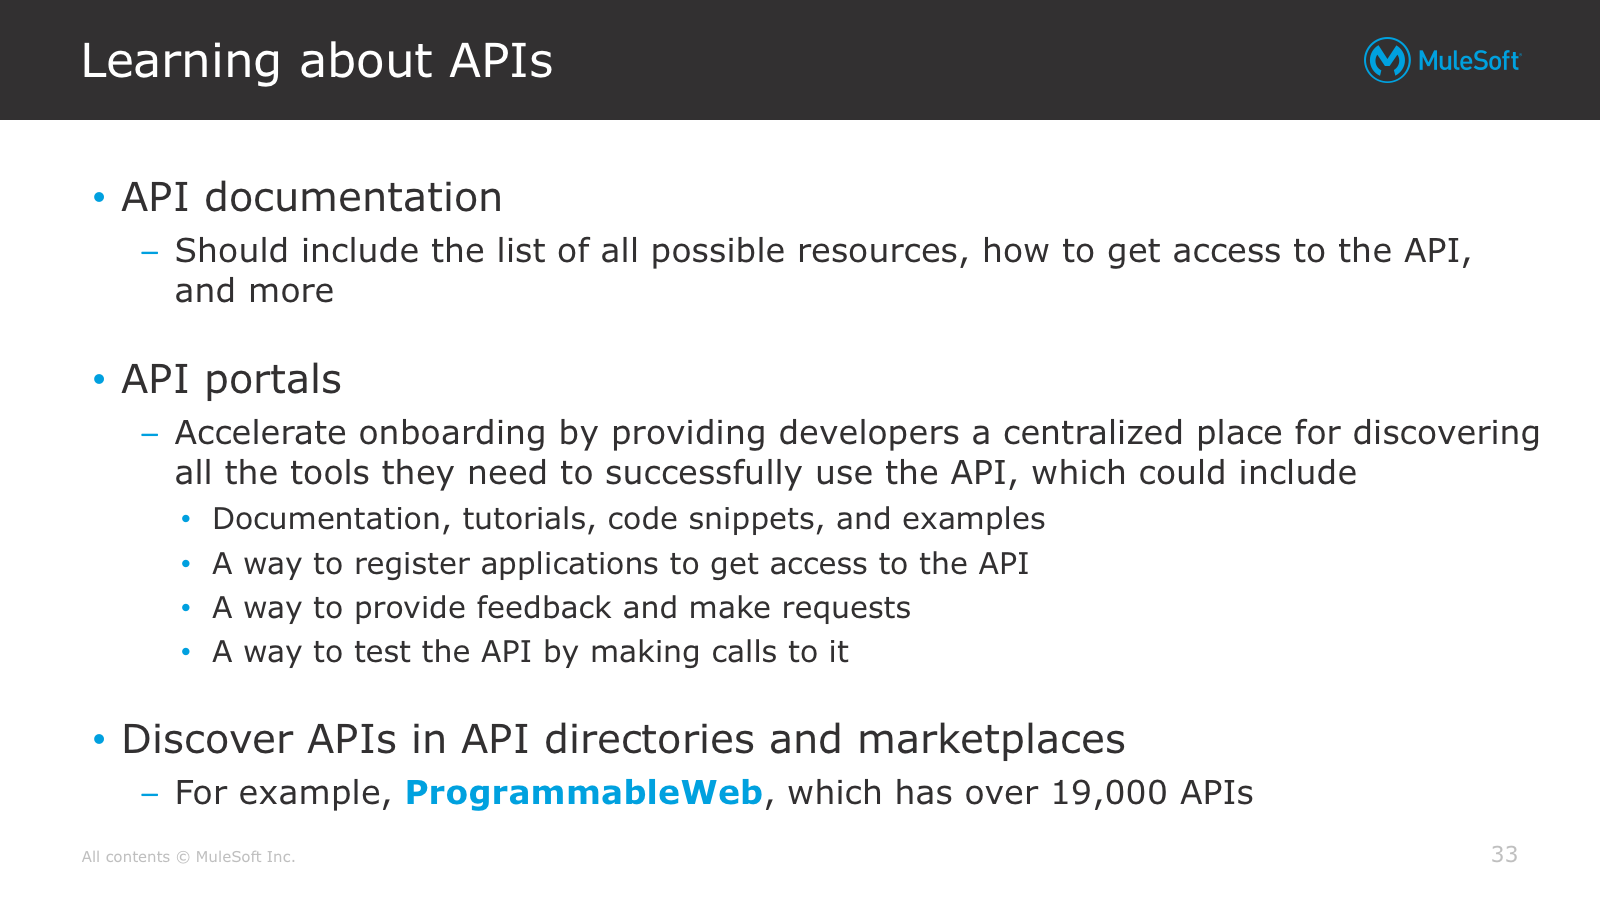 Learning about APIs
MuleSoft
• API documentation
– Should include the list of all possible resources, how to get access to the API,
and more
• API portals
– Accelerate onboarding by providing developers a centralized place for discovering
all the tools they need to successfully use the API, which could include
• Documentation, tutorials, code snippets, and examples
• A way to register applications to get access to the API
• A way to provide feedback and make requests
• A way to test the API by making calls to it
• Discover APIs in API directories and marketplaces
– For example, ProgrammableWeb, which has over 19,000 APIs
All contents © MuleSoft Inc.
33